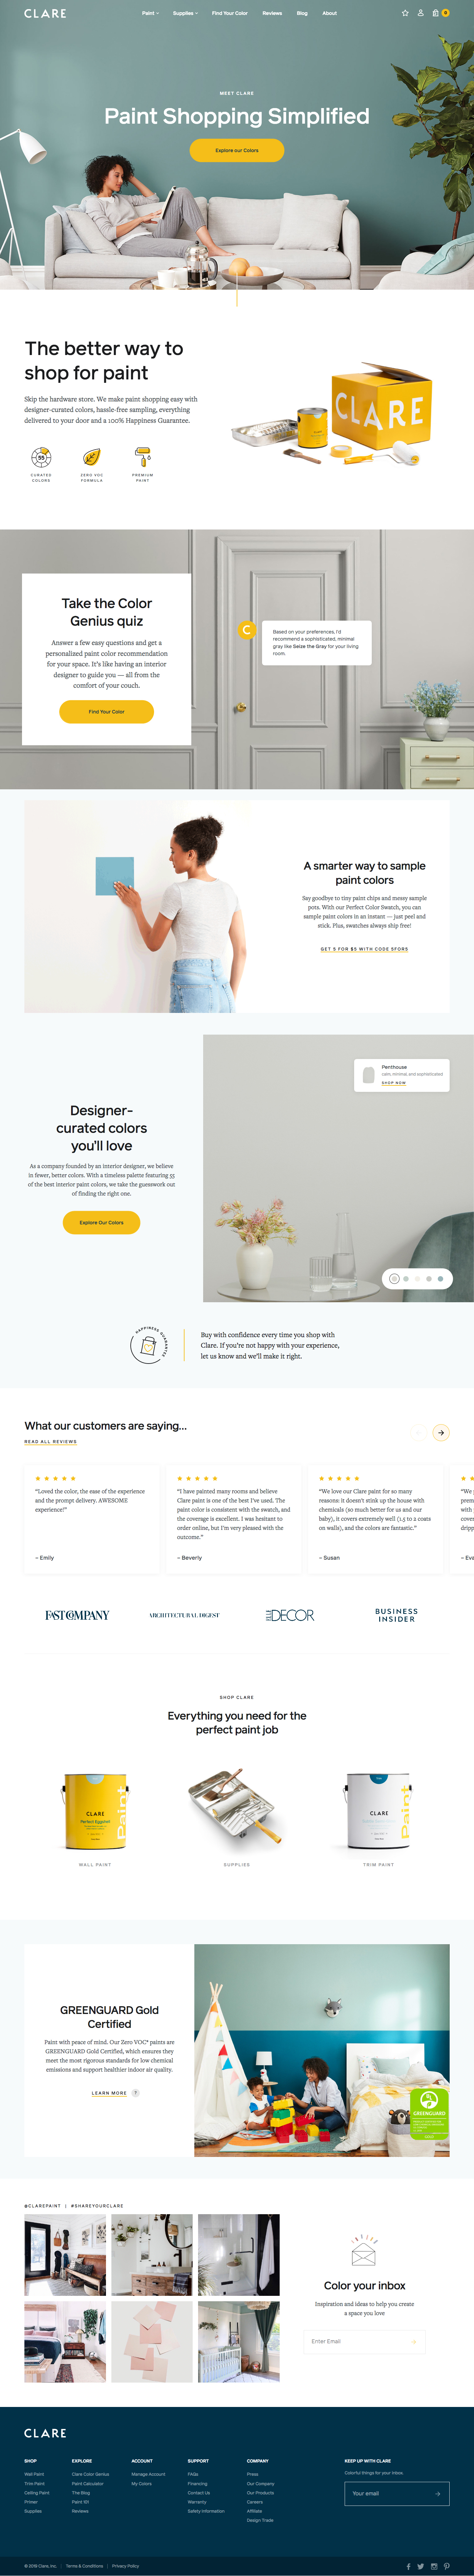 CLARE
Paint Supplies Find Your Color Reviews Blog About
0
MEET CLARE
Paint Shopping Simplified
Explore our Colors
The better way to
shop for paint
Skip the hardware store. We make paint shopping easy with
designer-curated colors, hassle-free sampling, everything
delivered to your door and a 100% Happiness Guarantee.
55
CURATED
COLORS
ZERO VOC
FORMULA
PREMIUM
PAINT
CLARE
Take the Color
Genius quiz
Answer a few easy questions and get a
personalized color recommendation
for your space. It's like having an interior
designer to guide you — all from the
comfort of your couch.
Find Your Color
C
Based on your preferences, I'd
recommend a sophisticated, minimal
gray like Seize the Gray for your living
room.
A smarter way to sample
paint colors
Say goodbye to tiny paint chips and messy sample
pots. With our Perfect Color Swatch, you can
sample paint colors in an instant — just peel and
stick. Plus, swatches always ship free!
GET 5 FOR $5 WITH CODE 5FOR5
Penthouse
calm, minimal, and sophisticated
SHOP NOW
Designer-
curated colors
you'll love
As a company founded by an interior designer, we believe
in fewer, better colors. With a timeless palette featuring 55
of the best interior paint colors, we take the guesswork out
of finding the right one.
Explore Our Colors
HAPPINESS GUARANTEE
Buy with confidence every time you shop with
Clare. If you're not happy with your experience,
let us know and we'll make it right.
What our customers are saying...
READ ALL REVIEWS
"Loved the color, the ease of the experience
and the prompt delivery. AWESOME
experience!"
– Emily
"I have painted many rooms and believe
Clare paint is one of the best I've used. The
paint color is consistent with the swatch, and
the coverage is excellent. I was hesitant to
order online, but I'm very pleased with the
outcome."
– Beverly
"We love our Clare paint for so many
reasons: it doesn't stink up the house with
chemicals (so much better for us and our
baby), it covers extremely well (1.5 to 2 coats
on walls), and the colors are fantastic."
– Susan
"We
prem
with
cover
dripp
– Eva
FAST COMPANY
ARCHITECTURAL DIGEST
ELLE DECOR
BUSINESS
INSIDER
SHOP CLARE
Everything you need for the
perfect paint job
CLARE
Perfect Eggshell
Paint
CLARE
Paint
WALL PAINT
SUPPLIES
TRIM PAINT
GREENGUARD Gold
Certified
Paint with peace of mind. Our Zero VOC* paints are
GREENGUARD Gold Certified, which ensures they
meet the most rigorous standards for low chemical
emissions and support healthier indoor air quality.
LEARN MORE ?
GREENGUARD
@CLAREPAINT | #SHAREYOURCLARE
Color your inbox
Inspiration and ideas to help you create
a space you love
Enter Email
CLARE
SHOP
Wall Paint
Trim Paint
Ceiling Paint
Primer
Supplies
EXPLORE
Clare Color Genius
Paint Calculator
The Blog
Paint 101
Reviews
ACCOUNT
Manage Account
My Colors
SUPPORT
FAQs
Financing
Contact Us
Warranty
Safety Information
COMPANY
Press
Our Company
Our Products
Careers
Affiliate
Design Trade
KEEP UP WITH CLARE
Colorful things for your inbox.
Your email
© 2018 Clare, Inc. | Terms & Conditions | Privacy Policy